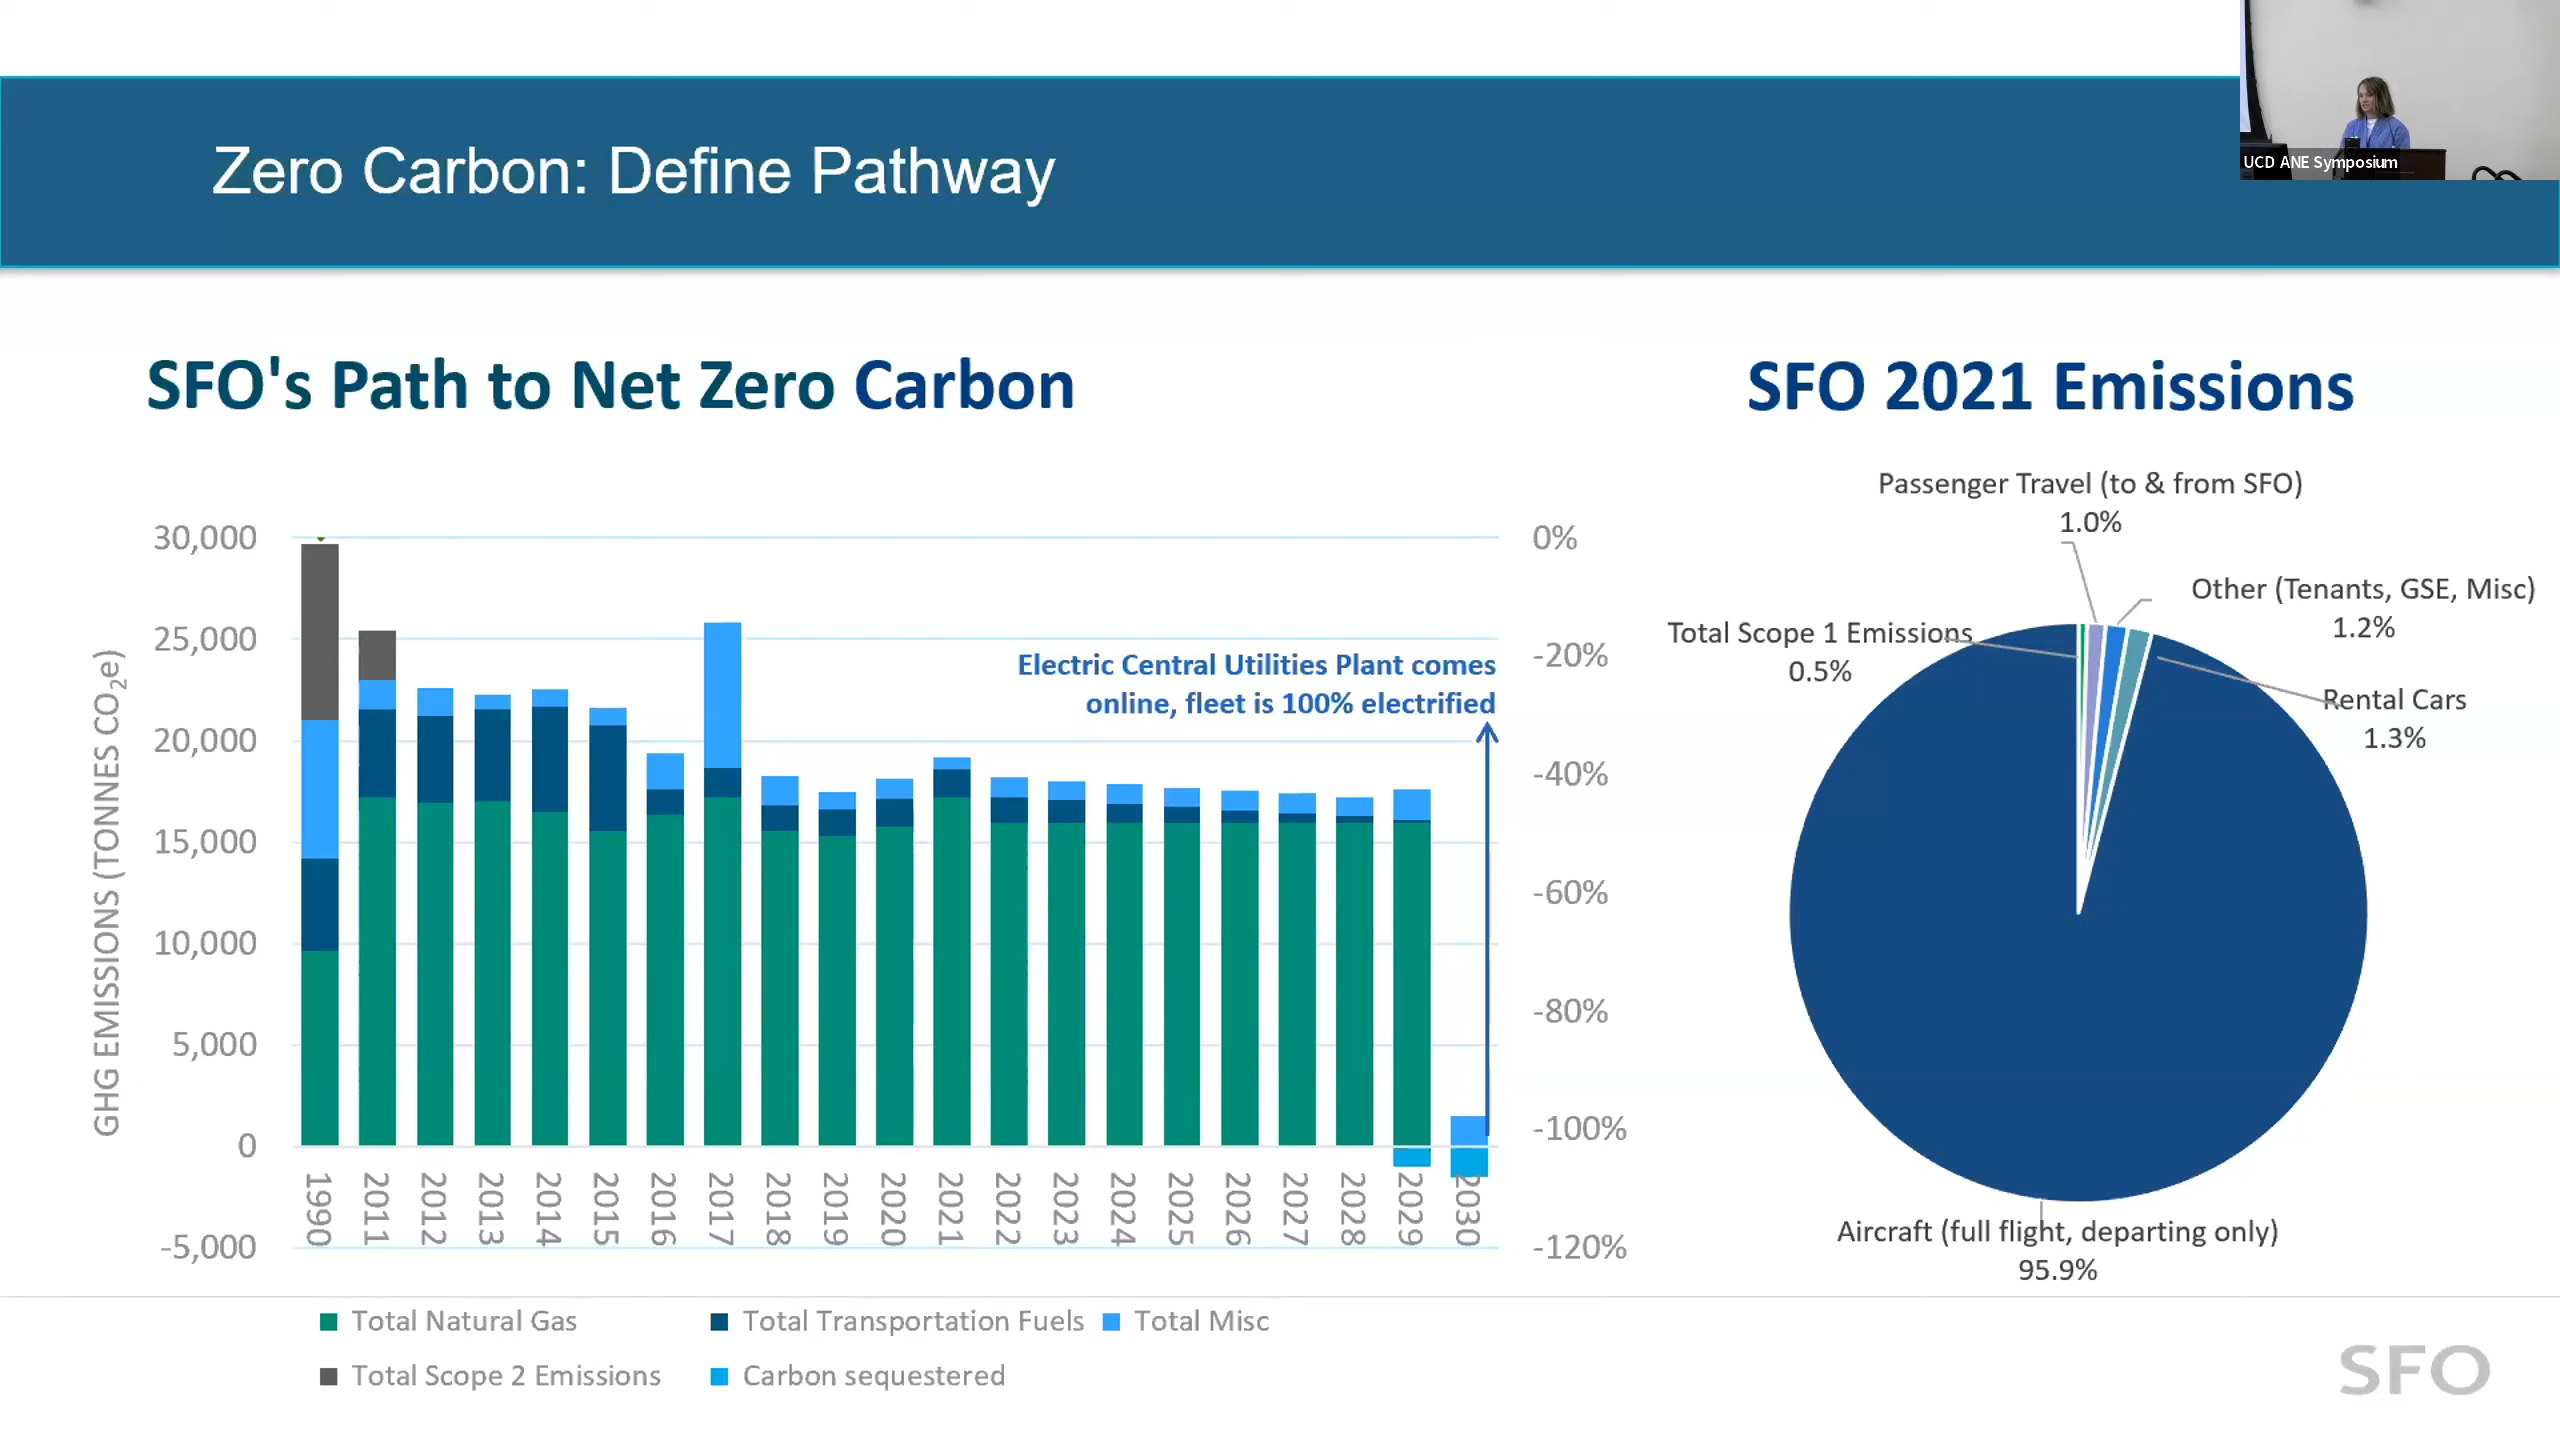 UCD ANE Symposium
Zero Carbon: Define Pathway
SFO's Path to Net Zero Carbon
GHG EMISSIONS (TONNES CO₂e)
30,000
25,000
20,000
15,000
10,000
5,000
0
-5,000
0%
-20%
-40%
-60%
-80%
-100%
-120%
Electric Central Utilities Plant comes
online, fleet is 100% electrified
1990
2011
2012
2013
2014
2015
2016
2017
2018
2019
2020
2021
2022
2023
2024
2025
2026
2027
2028
2029
2030
Total Natural Gas
Total Transportation Fuels
Total Misc
Total Scope 2 Emissions
Carbon sequestered
SFO 2021 Emissions
Passenger Travel (to & from SFO)
1.0%
Other (Tenants, GSE, Misc)
1.2%
Total Scope 1 Emissions
0.5%
Rental Cars
1.3%
Aircraft (full flight, departing only)
95.9%
SFO